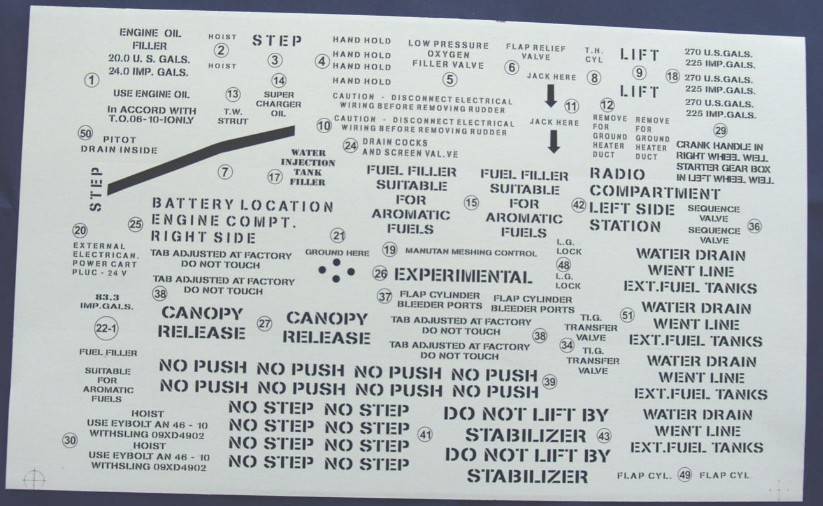 ENGINE OIL
FILLER
20.0 U. S. GALS.
24.0 IMP. GALS.
1
USE ENGINE OIL
In ACCORD WITH
T.O.06-10-IONLY
HOIST
2
HOIST
13
T.W.
STRUT
STEP
3
14
SUPER
CHARGER
OIL
HAND HOLD
HAND HOLD
4
HAND HOLD
HAND HOLD
LOW PRESSURE
OXYGEN
FILLER VALVE
5
FLAP RELIEF
VALVE
6
JACK HERE
11
JACK HERE
T.H.
CYL
8
LIFT
9
LIFT
18
270 U.S.GALS.
225 IMP.GALS.
270 U.S.GALS.
225 IMP.GALS.
270 U.S.GALS.
225 IMP.GALS.
CAUTION - DISCONNECT ELECTRICAL
WIRING BEFORE REMOVING RUDDER
10
CAUTION - DISCONNECT ELECTRICAL
WIRING BEFORE REMOVING RUDDER
12
REMOVE
FOR
GROUND
HEATER
DUCT
REMOVE
FOR
GROUND
HEATER
DUCT
29
CRANK HANDLE IN
RIGHT WHEEL WELL
STARTER GEAR BOX
IN LEFT WHEEL WELL
50
PITOT
DRAIN INSIDE
STEP
7
WATER
INJECTION
TANK
FILLER
17
24
DRAIN COCKS
AND SCREEN VAL.VE
FUEL FILLER
SUITABLE
FOR
AROMATIC
FUELS
15
FUEL FILLER
SUITABLE
FOR
AROMATIC
FUELS
RADIO
COMPARTMENT
42
LEFT SIDE
STATION
SEQUENCE
VALVE
36
SEQUENCE
VALVE
20
EXTERNAL
ELECTRICAN.
POWER CART
PLUC - 24 V
BATTERY LOCATION
25
ENGINE COMPT.
RIGHT SIDE
21
GROUND HERE
19
MANUTAN MESHING CONTROL
L.G.
LOCK
48
L.G.
LOCK
WATER DRAIN
WENT LINE
EXT.FUEL TANKS
TAB ADJUSTED AT FACTORY
DO NOT TOUCH
TAB ADJUSTED AT FACTORY
DO NOT TOUCH
38
26
EXPERIMENTAL
37
FLAP CYLINDER
BLEEDER PORTS
FLAP CYLINDER
BLEEDER PORTS
83.3
IMP.GALS.
22-1
FUEL FILLER
SUITABLE
FOR
AROMATIC
FUELS
CANOPY
RELEASE
27
CANOPY
RELEASE
TAB ADJUSTED AT FACTORY
DO NOT TOUCH
38
TAB ADJUSTED AT FACTORY
DO NOT TOUCH
TI.G.
TRANSFER
VALVE
34
TI.G.
TRANSFER
VALVE
51
WATER DRAIN
WENT LINE
EXT.FUEL TANKS
NO PUSH NO PUSH NO PUSH NO PUSH
39
NO PUSH NO PUSH NO PUSH NO PUSH
WATER DRAIN
WENT LINE
EXT.FUEL TANKS
HOIST
USE EYBOLT AN 46 - 10
WITHSLING 09XD4902
30
HOIST
USE EYBOLT AN 46 - 10
WITHSLING 09XD4902
NO STEP NO STEP
NO STEP NO STEP
41
NO STEP NO STEP
NO STEP NO STEP
DO NOT LIFT BY
STABILIZER
43
DO NOT LIFT BY
STABILIZER
WATER DRAIN
WENT LINE
EXT.FUEL TANKS
FLAP CYL. 49 FLAP CYL